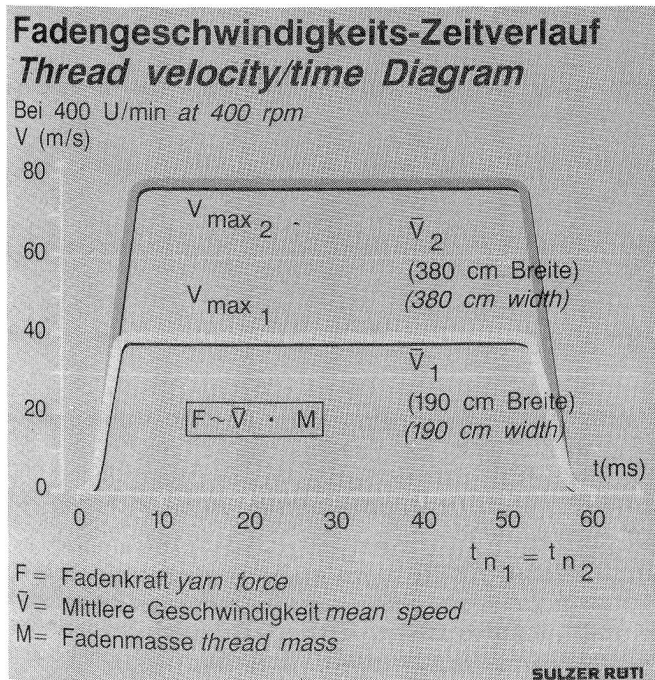 Fadengeschwindigkeits-Zeitverlauf
Thread velocity/time Diagram
Bei 400 U/min at 400 rpm
V (m/s)
80
60
40
20
0
V max 2
V̄ 2
(380 cm Breite)
(380 cm width)
V max 1
V̄ 1
(190 cm Breite)
(190 cm width)
F ~ V̄ · M
t(ms)
0 10 20 30 40 50 60
t n 1 = t n 2
F = Fadenkraft yarn force
V̄ = Mittlere Geschwindigkeit mean speed
M= Fadenmasse thread mass
SULZER RÜTI